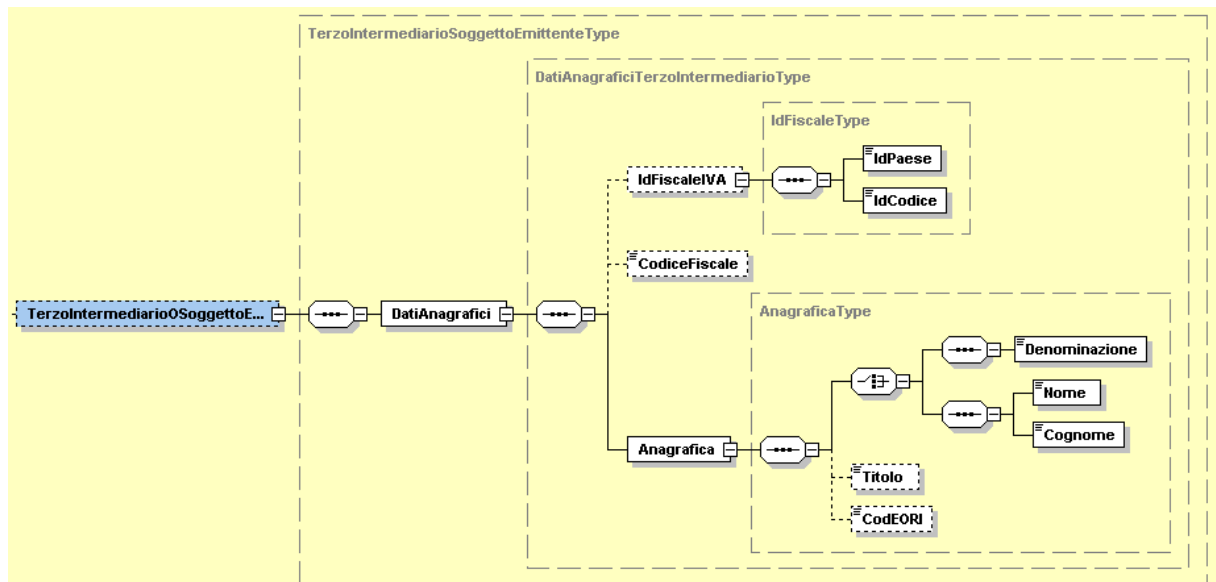 TerzoIntermediarioSoggettoEmittenteType
DatiAnagraficiTerzoIntermediarioType
IdFiscaleType
IdPaese
IdFiscaleIVA
IdCodice
CodiceFiscale
TerzoIntermediarioOSoggettoE...
DatiAnagrafici
AnagraficaType
Denominazione
Nome
Cognome
Anagrafica
Titolo
CodEORI